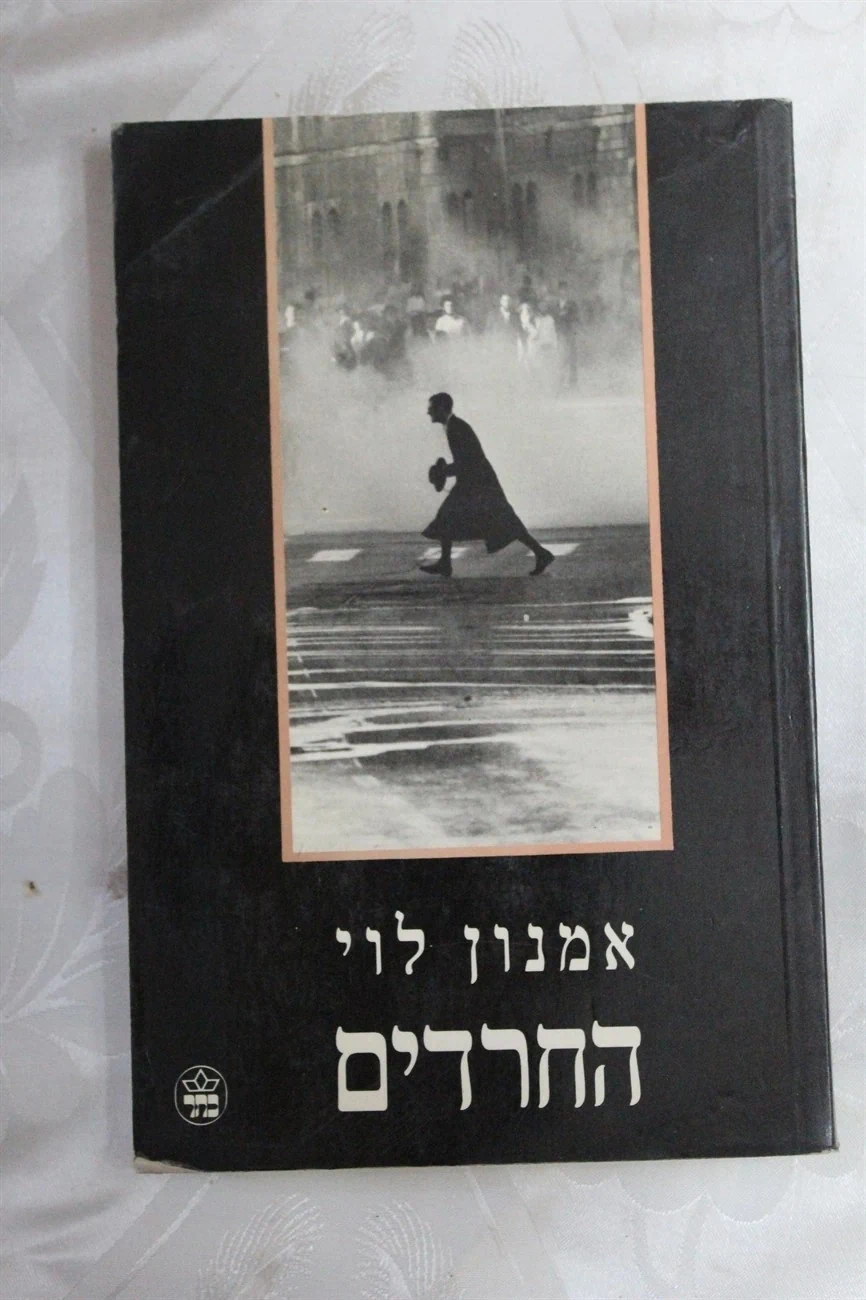 אמנון לוי
החרדים
כתר